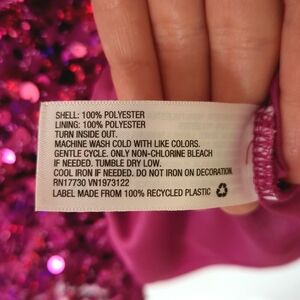 SHELL: 100% POLYESTER
LINING: 100% POLYESTER
TURN INSIDE OUT.
MACHINE WASH COLD WITH LIKE COLORS.
GENTLE CYCLE. ONLY NON-CHLORINE BLEACH
IF NEEDED. TUMBLE DRY LOW.
COOL IRON IF NEEDED. DO NOT IRON ON DECORATION.
RN17730 VN1973122
LABEL MADE FROM 100% RECYCLED PLASTIC